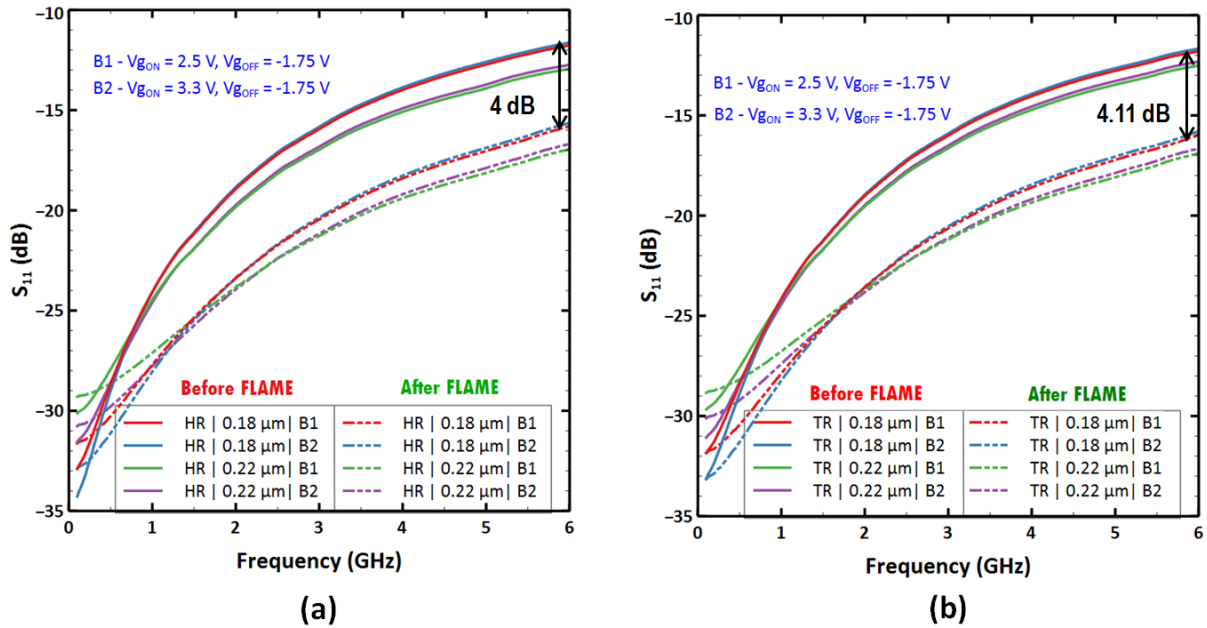 −10
−15
−20
−25
−30
−35
S11 (dB)
B1 - VgON = 2.5 V, VgOFF = -1.75 V
B2 - VgON = 3.3 V, VgOFF = -1.75 V
4 dB
Before FLAME After FLAME
HR | 0.18 µm| B1 HR | 0.18 µm| B1
HR | 0.18 µm| B2 HR | 0.18 µm| B2
HR | 0.22 µm| B1 HR | 0.22 µm| B1
HR | 0.22 µm| B2 HR | 0.22 µm| B2
0 1 2 3 4 5 6
Frequency (GHz)
(a)
−10
−15
−20
−25
−30
−35
S11 (dB)
B1 - VgON = 2.5 V, VgOFF = -1.75 V
B2 - VgON = 3.3 V, VgOFF = -1.75 V
4.11 dB
Before FLAME After FLAME
TR | 0.18 µm| B1 TR | 0.18 µm| B1
TR | 0.18 µm| B2 TR | 0.18 µm| B2
TR | 0.22 µm| B1 TR | 0.22 µm| B1
TR | 0.22 µm| B2 TR | 0.22 µm| B2
0 1 2 3 4 5 6
Frequency (GHz)
(b)